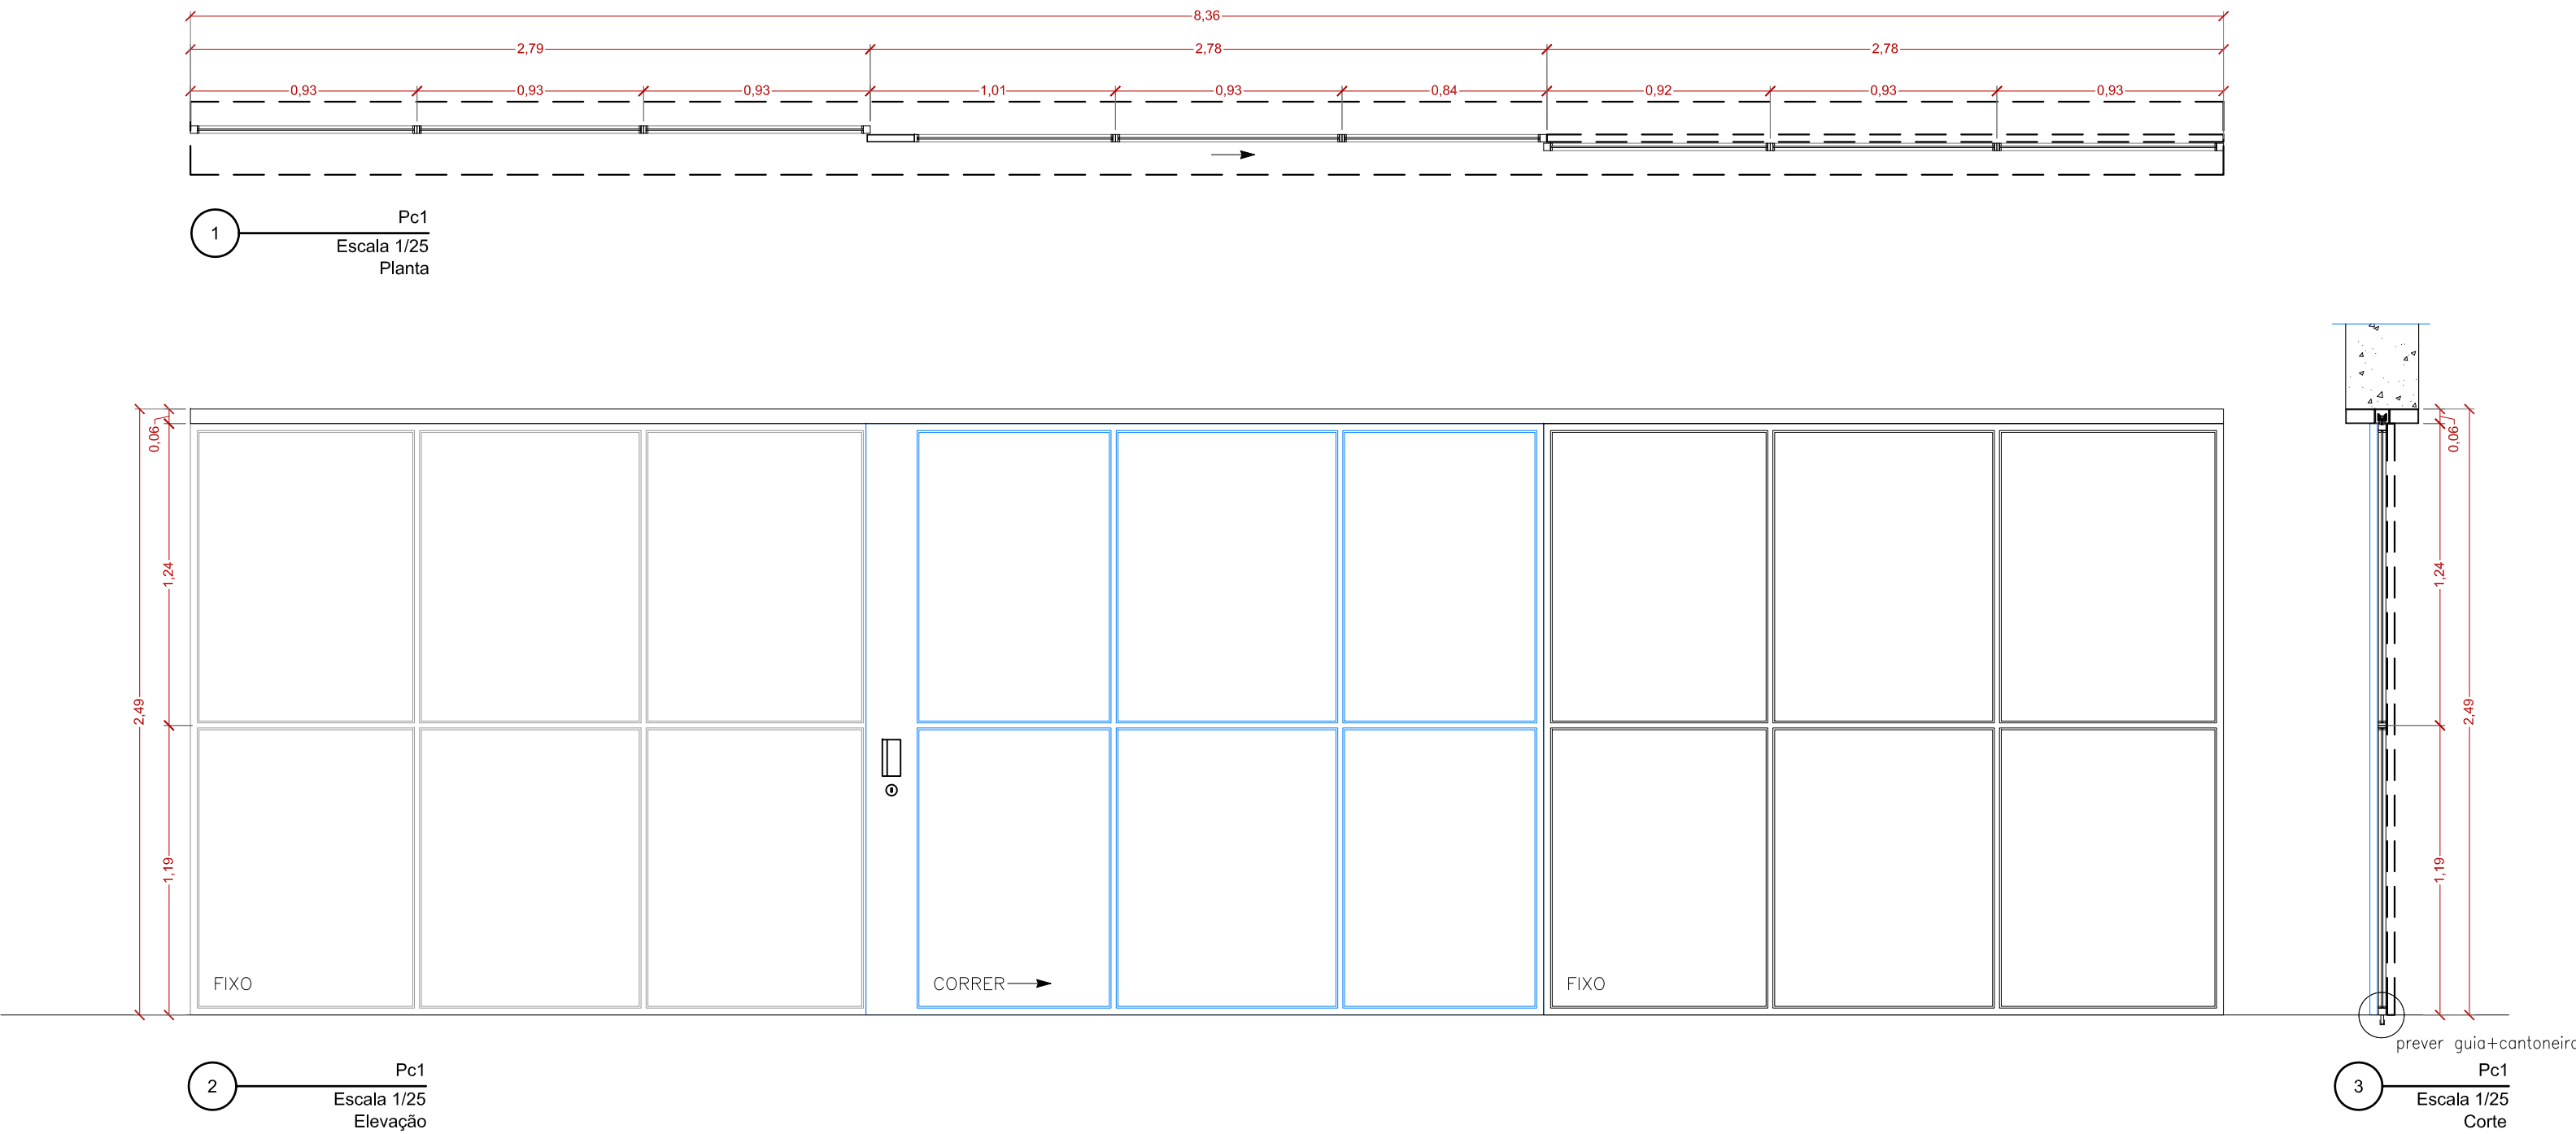 8,36
2,79 2,78 2,78
0,93 0,93 0,93 1,01 0,93 0,84 0,92 0,93 0,93
1
Pc1
Escala 1/25
Planta
0,06
1,24
2,49
1,19
FIXO
CORRER
FIXO
0,06
1,24
2,49
1,19
prever guia+cantoneira
2
Pc1
Escala 1/25
Elevação
3
Pc1
Escala 1/25
Corte